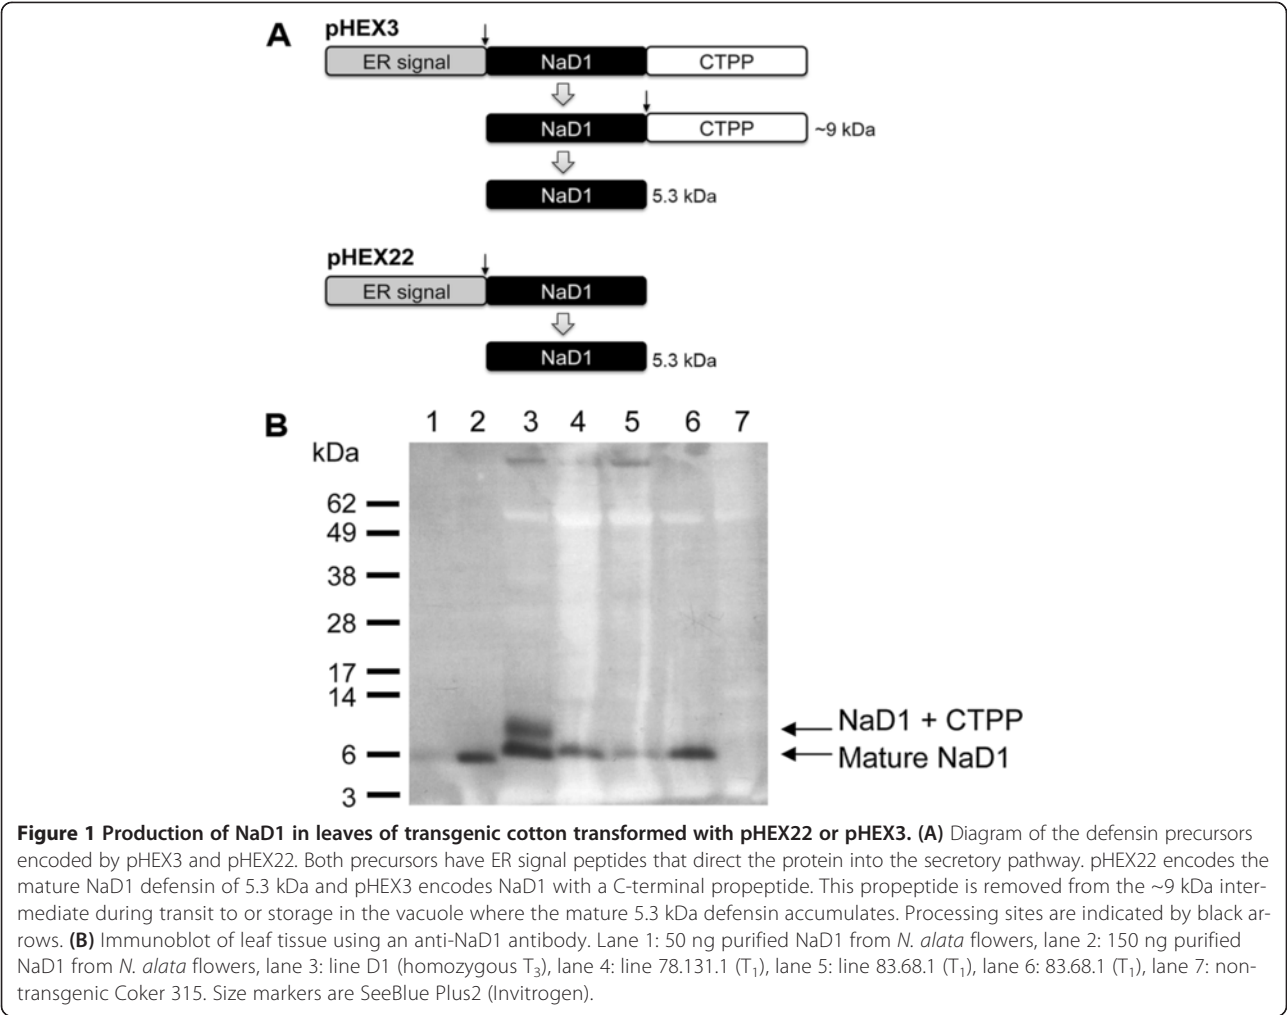 A
pHEX3
ER signal NaD1 CTPP
NaD1 CTPP ~9 kDa
NaD1 5.3 kDa
pHEX22
ER signal NaD1
NaD1 5.3 kDa
B
1 2 3 4 5 6 7
kDa
62
49
38
28
17
14
NaD1 + CTPP
6
Mature NaD1
3
Figure 1 Production of NaD1 in leaves of transgenic cotton transformed with pHEX22 or pHEX3. (A) Diagram of the defensin precursors
encoded by pHEX3 and pHEX22. Both precursors have ER signal peptides that direct the protein into the secretory pathway. pHEX22 encodes the
mature NaD1 defensin of 5.3 kDa and pHEX3 encodes NaD1 with a C-terminal propeptide. This propeptide is removed from the ~9 kDa inter-
mediate during transit to or storage in the vacuole where the mature 5.3 kDa defensin accumulates. Processing sites are indicated by black ar-
rows. (B) Immunoblot of leaf tissue using an anti-NaD1 antibody. Lane 1: 50 ng purified NaD1 from N. alata flowers, lane 2: 150 ng purified
NaD1 from N. alata flowers, lane 3: line D1 (homozygous T3), lane 4: line 78.131.1 (T1), lane 5: line 83.68.1 (T1), lane 6: 83.68.1 (T1), lane 7: non-
transgenic Coker 315. Size markers are SeeBlue Plus2 (Invitrogen).